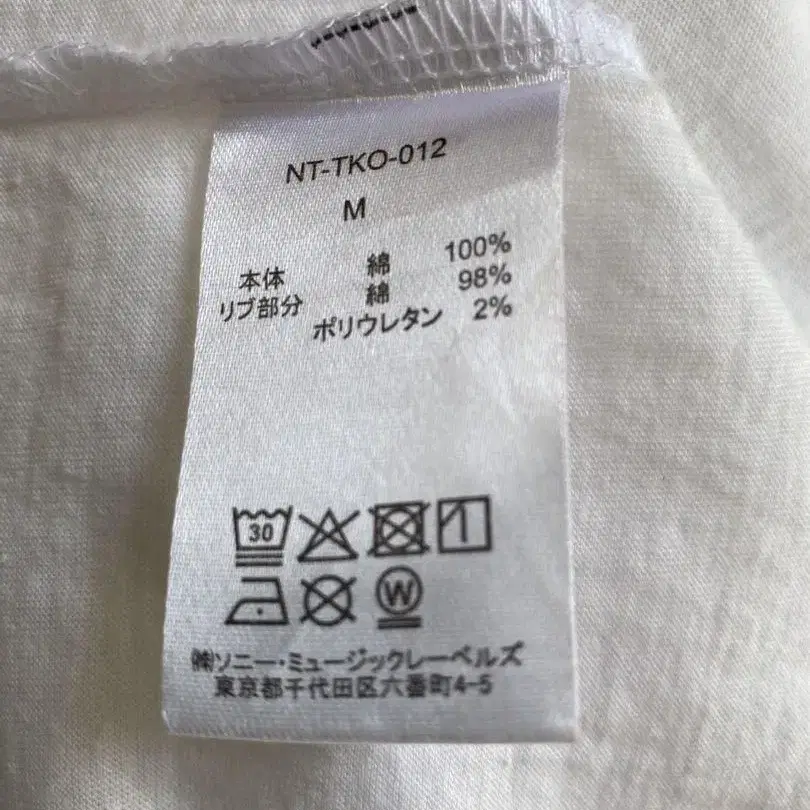 NT-TKO-012
M
本体 綿 100%
リブ部分 綿 98%
ポリウレタン 2%
30
W
㈱ソニー・ミュージックレーベルズ
東京都千代田区六番町4-5